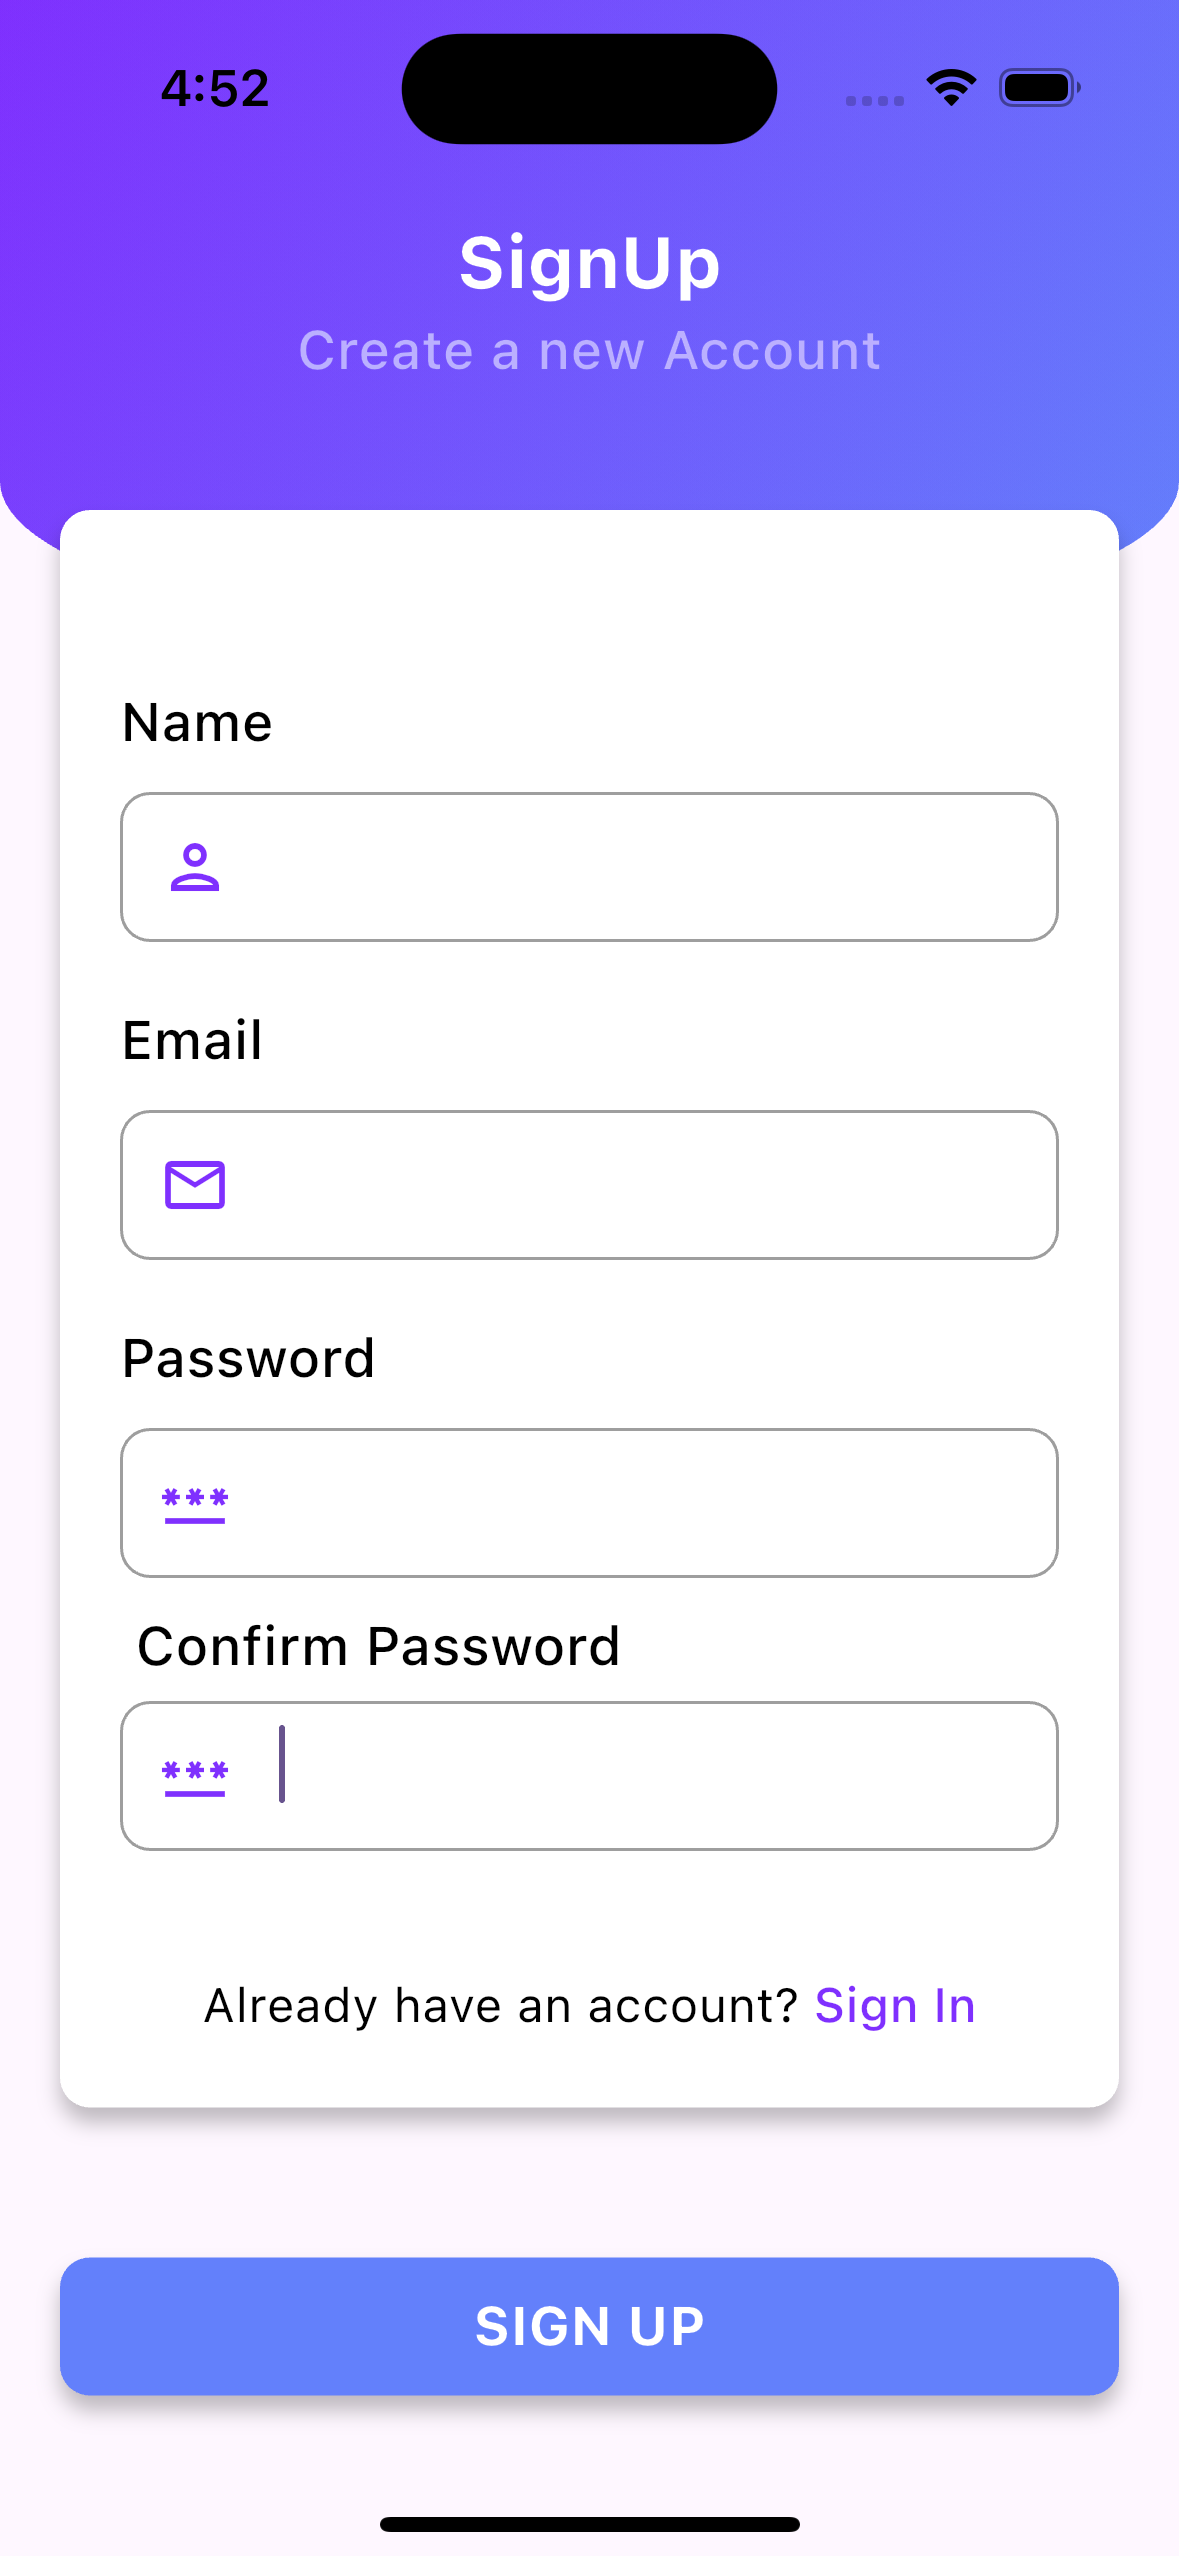 4:52
SignUp
Create a new Account
Name
Email
Password
***
Confirm Password
***
Already have an account? Sign In
SIGN UP